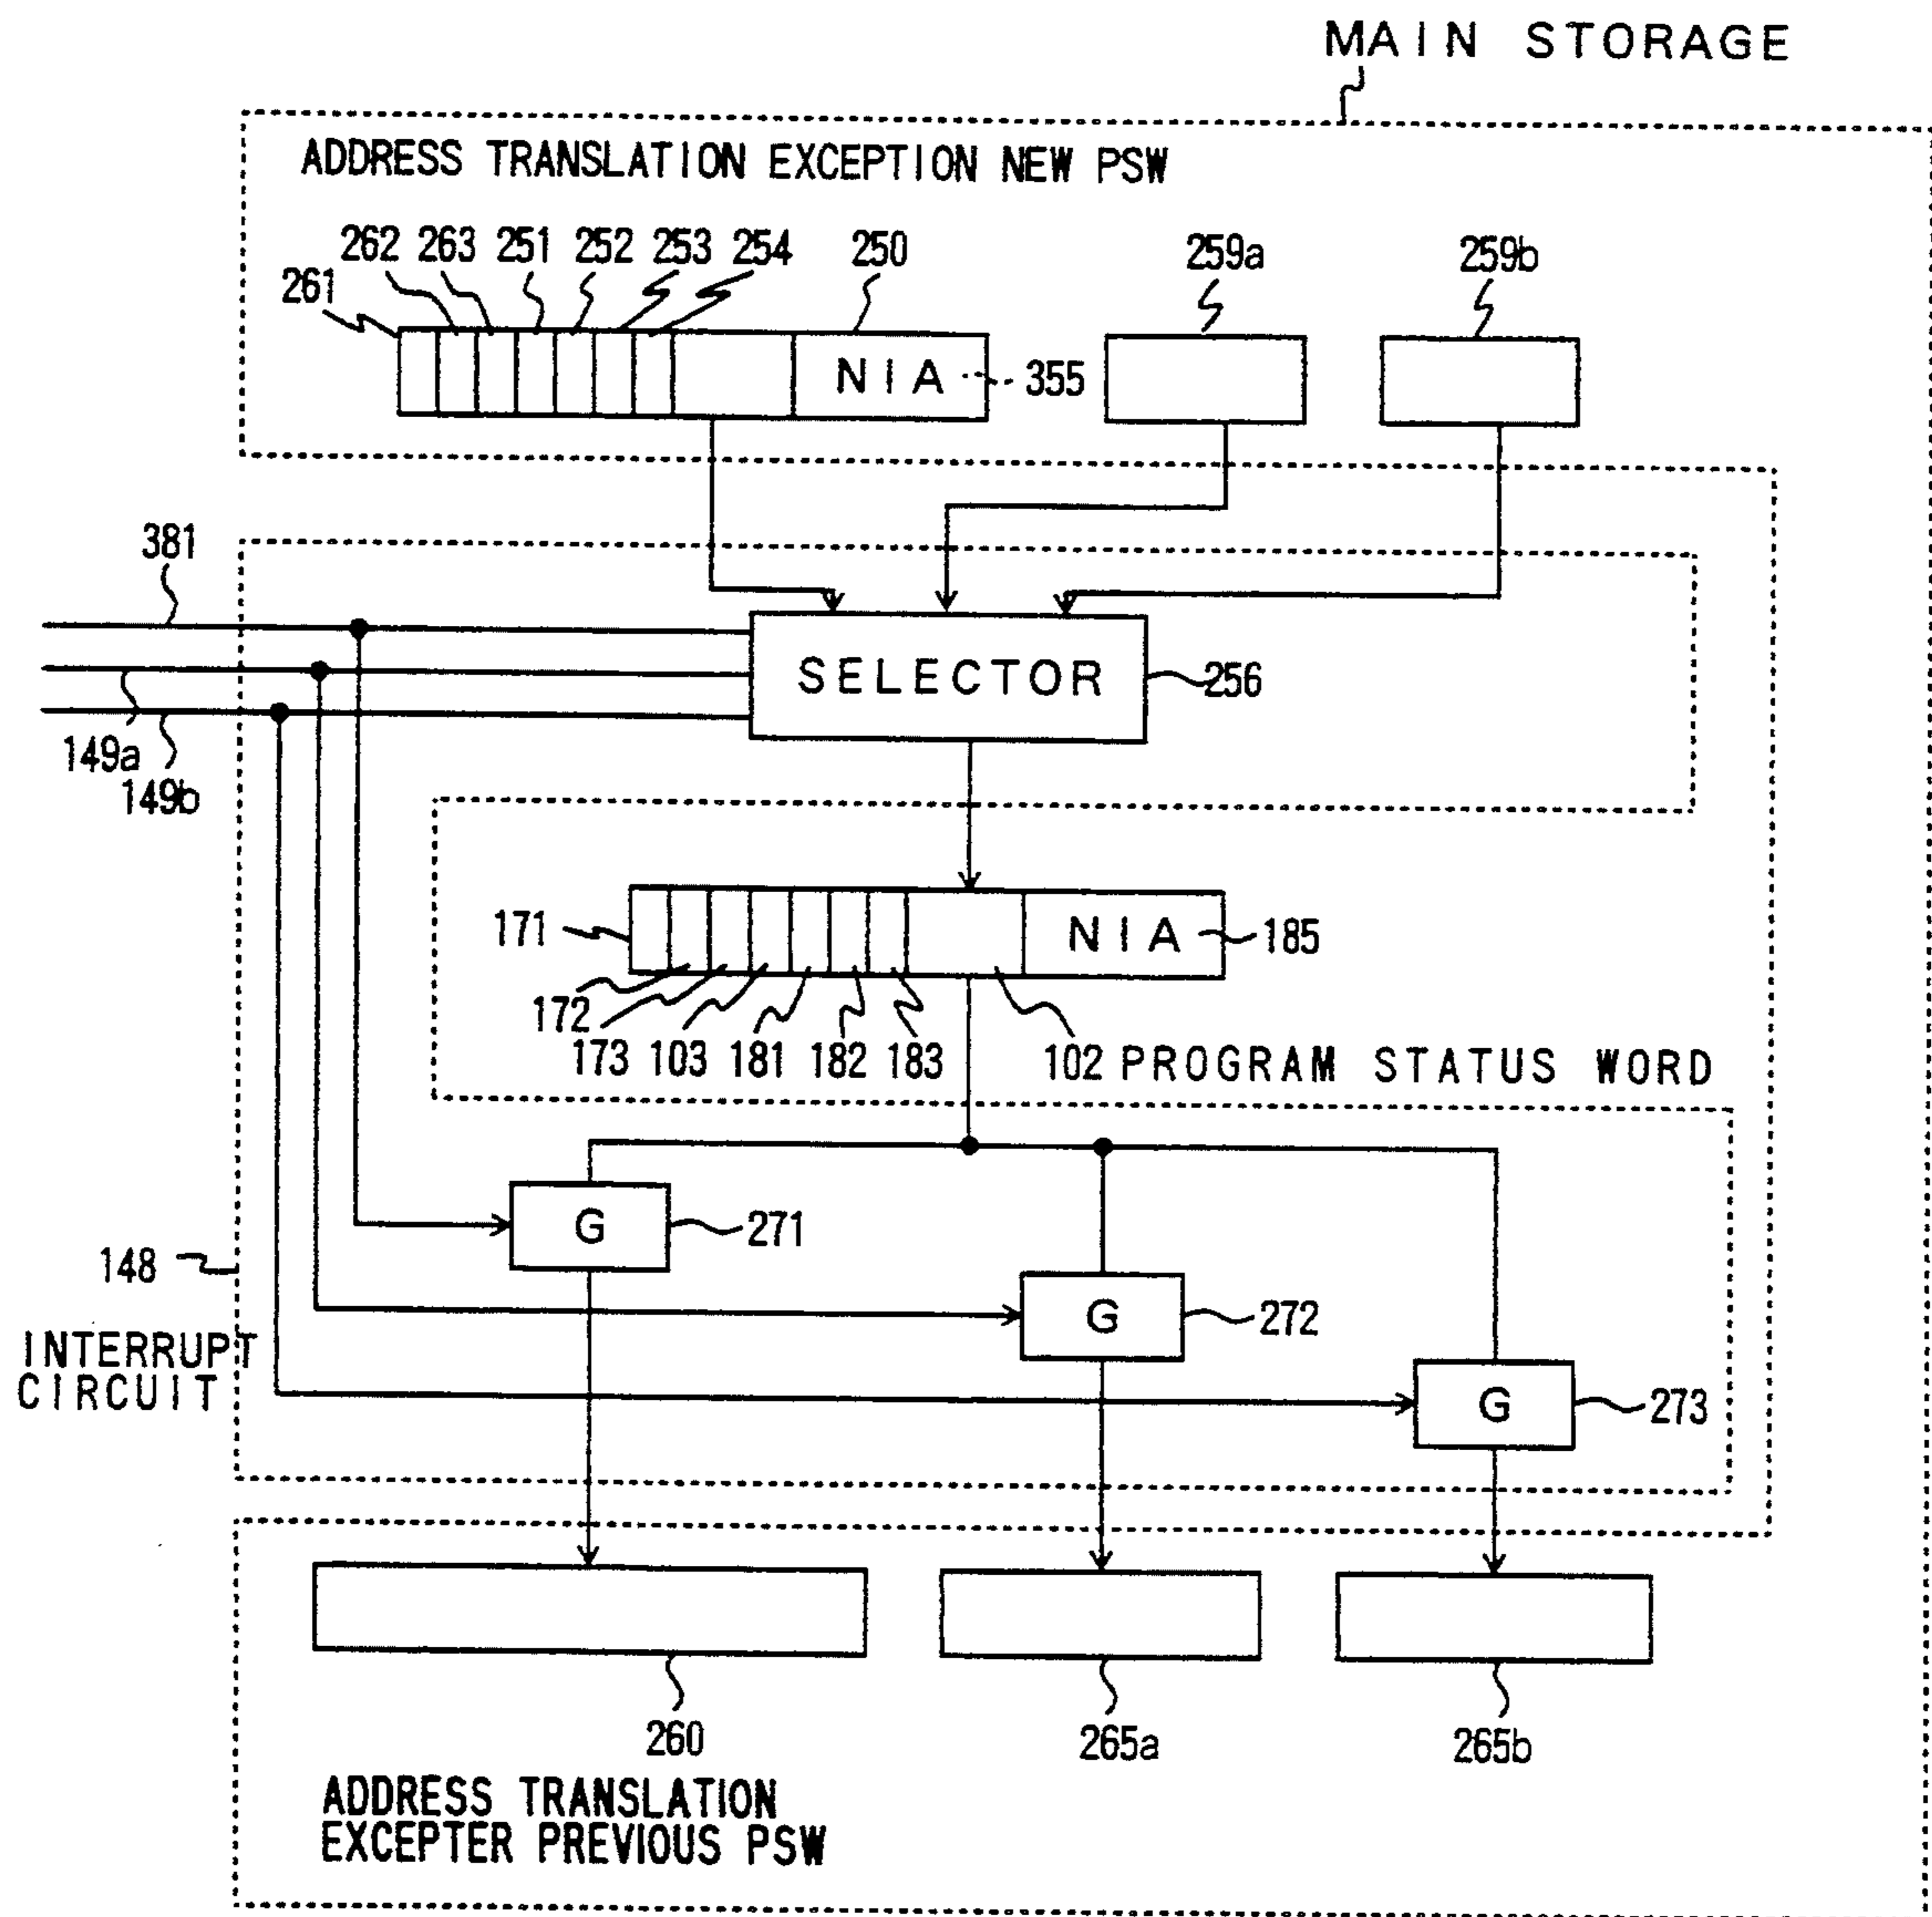 MAIN STORAGE
ADDRESS TRANSLATION EXCEPTION NEW PSW
262 263 251 252 253 254 250
259a 259b
261
NIA 355
381
SELECTOR 256
149a
149b
171 NIA 185
172
173 103 181 182 183 102 PROGRAM STATUS WORD
G 271
148
G 272
INTERRUPT
CIRCUIT
G 273
260 265a 265b
ADDRESS TRANSLATION
EXCEPTER PREVIOUS PSW